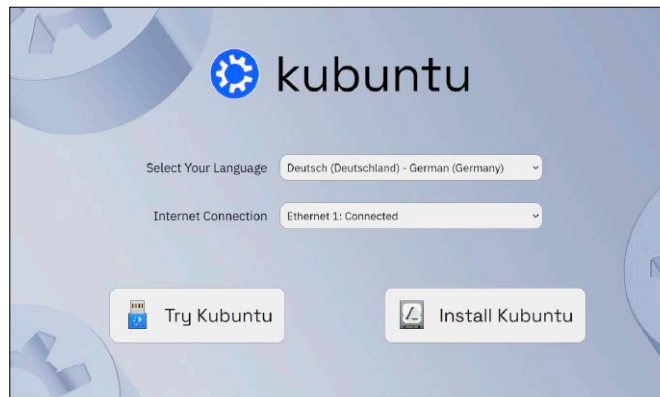 kubuntu
Select Your Language Deutsch (Deutschland) - German (Germany)
Internet Connection Ethernet 1: Connected
Try Kubuntu Install Kubuntu